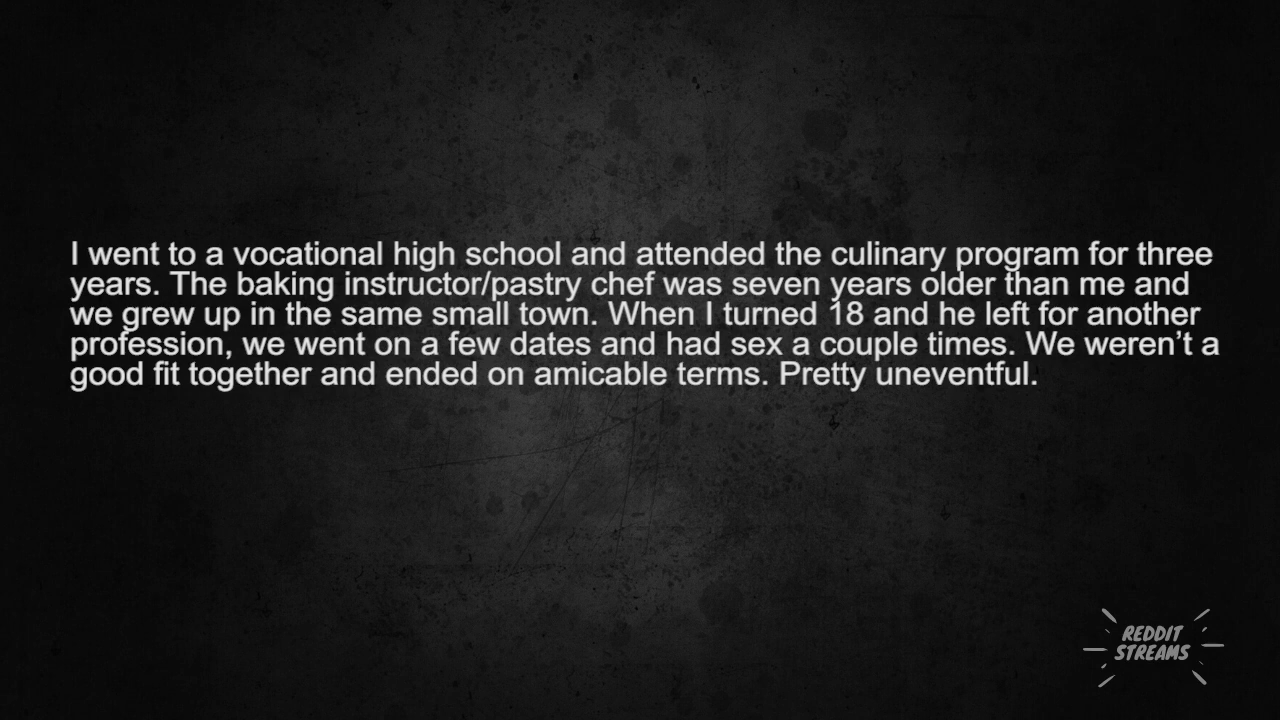 I went to a vocational high school and attended the culinary program for three
years. The baking instructor/pastry chef was seven years older than me and
we grew up in the same small town. When I turned 18 and he left for another
profession, we went on a few dates and had sex a couple times. We weren’t a
good fit together and ended on amicable terms. Pretty uneventful.
REDDIT
STREAMS